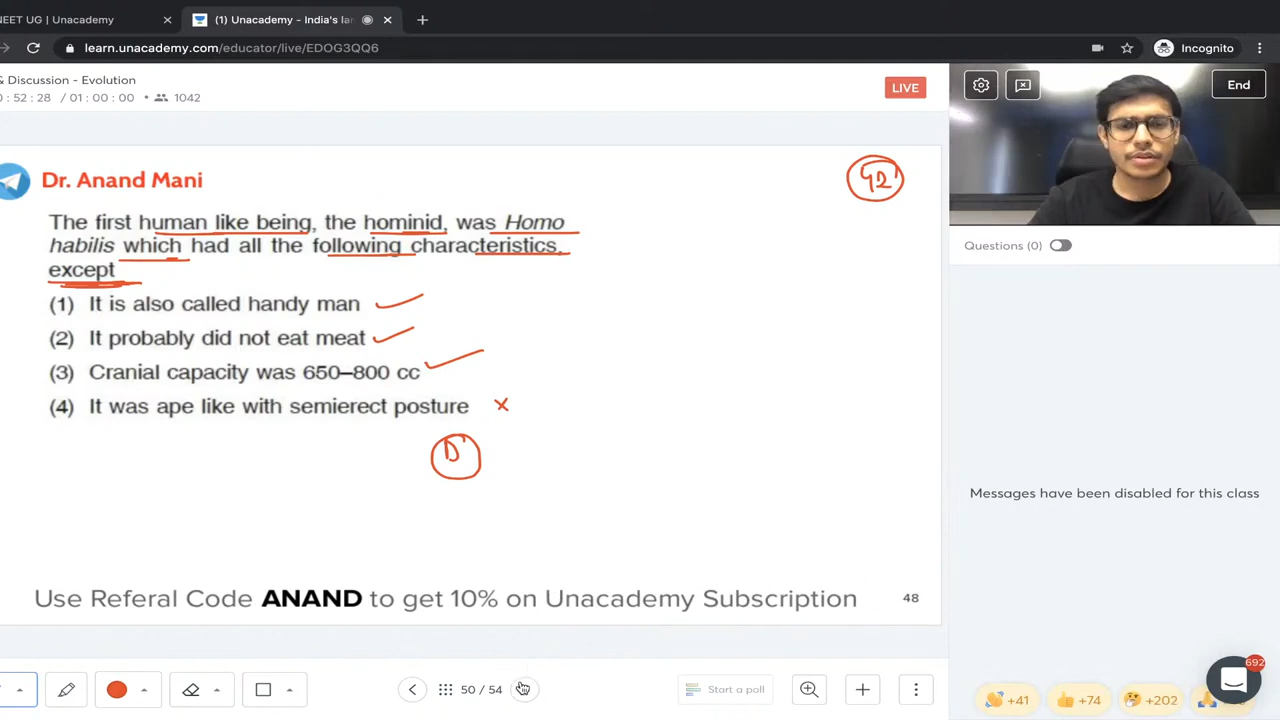 NEET UG | Unacademy
(1) Unacademy - India's lar
learn.unacademy.com/educator/live/EDOG3QQ6
Incognito
& Discussion - Evolution
0 : 52 : 28 / 01 : 00 : 00 • 1042
LIVE
End
Dr. Anand Mani
The first human like being, the hominid, was Homo
habilis which had all the following characteristics,
except
(1) It is also called handy man
(2) It probably did not eat meat
(3) Cranial capacity was 650–800 cc
(4) It was ape like with semierect posture
D
Use Referal Code ANAND to get 10% on Unacademy Subscription
48
Questions (0)
Messages have been disabled for this class
50 / 54
Start a poll
+41
+74
+202
692